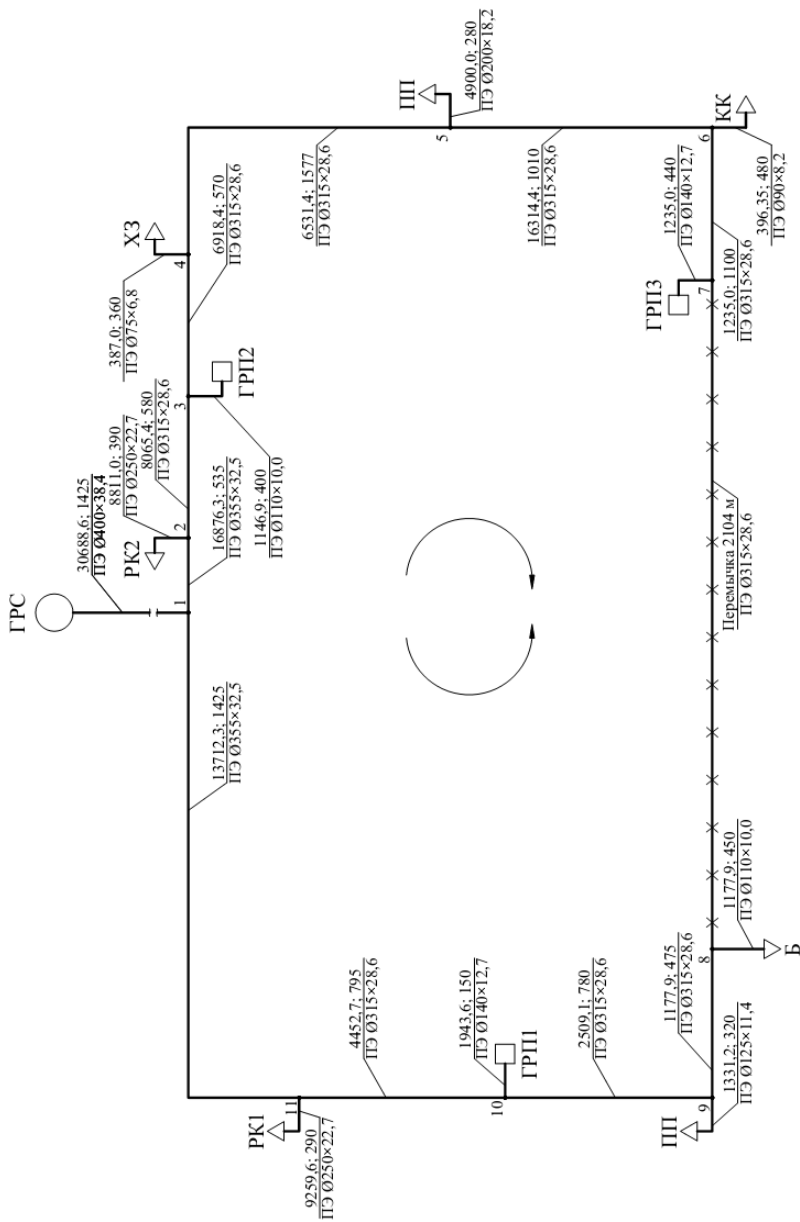 ГРС
30688,6; 1425
ПЭ Ø400×38,4
1
13712,3; 1425
ПЭ Ø355×32,5
16876,3; 535
ПЭ Ø355×32,5
РК2
2
8811,0; 390
ПЭ Ø250×22,7
8065,4; 580
ПЭ Ø315×28,6
3
ГРП2
1146,9; 400
ПЭ Ø110×10,0
387,0; 360
ПЭ Ø75×6,8
ХЗ
4
6918,4; 570
ПЭ Ø315×28,6
6531,4; 1577
ПЭ Ø315×28,6
5
ПП
4900,0; 280
ПЭ Ø200×18,2
16314,4; 1010
ПЭ Ø315×28,6
6
КК
396,35; 480
ПЭ Ø90×8,2
1235,0; 440
ПЭ Ø140×12,7
ГРП3
7
1235,0; 1100
ПЭ Ø315×28,6
Перемычка 2104 м
ПЭ Ø315×28,6
1177,9; 450
ПЭ Ø110×10,0
8
Б
1177,9; 475
ПЭ Ø315×28,6
ПП
9
1331,2; 320
ПЭ Ø125×11,4
2509,1; 780
ПЭ Ø315×28,6
10
ГРП1
1943,6; 150
ПЭ Ø140×12,7
4452,7; 795
ПЭ Ø315×28,6
РК1
11
9259,6; 290
ПЭ Ø250×22,7